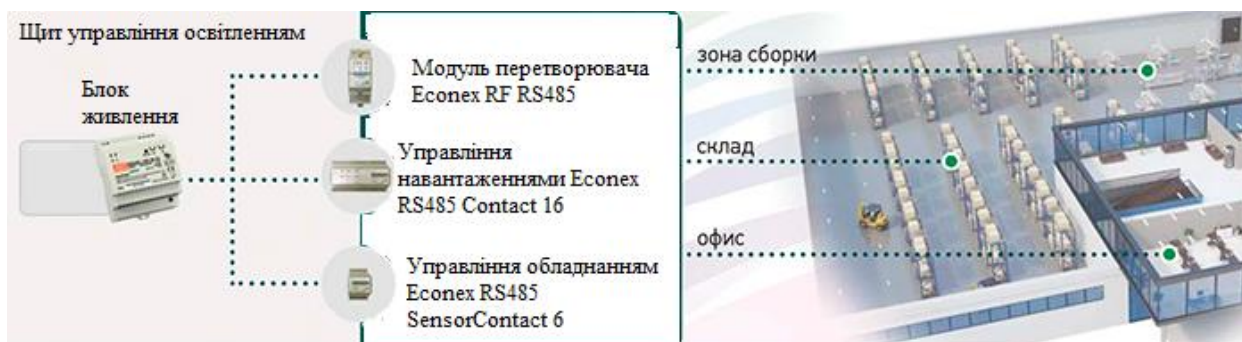 Щит управління освітленням
Блок
живлення
Модуль перетворювача
Econex RF RS485
Управління
навантаженнями Econex
RS485 Contact 16
Управління обладнанням
Econex RS485
SensorContact 6
зона сборки
склад
офис